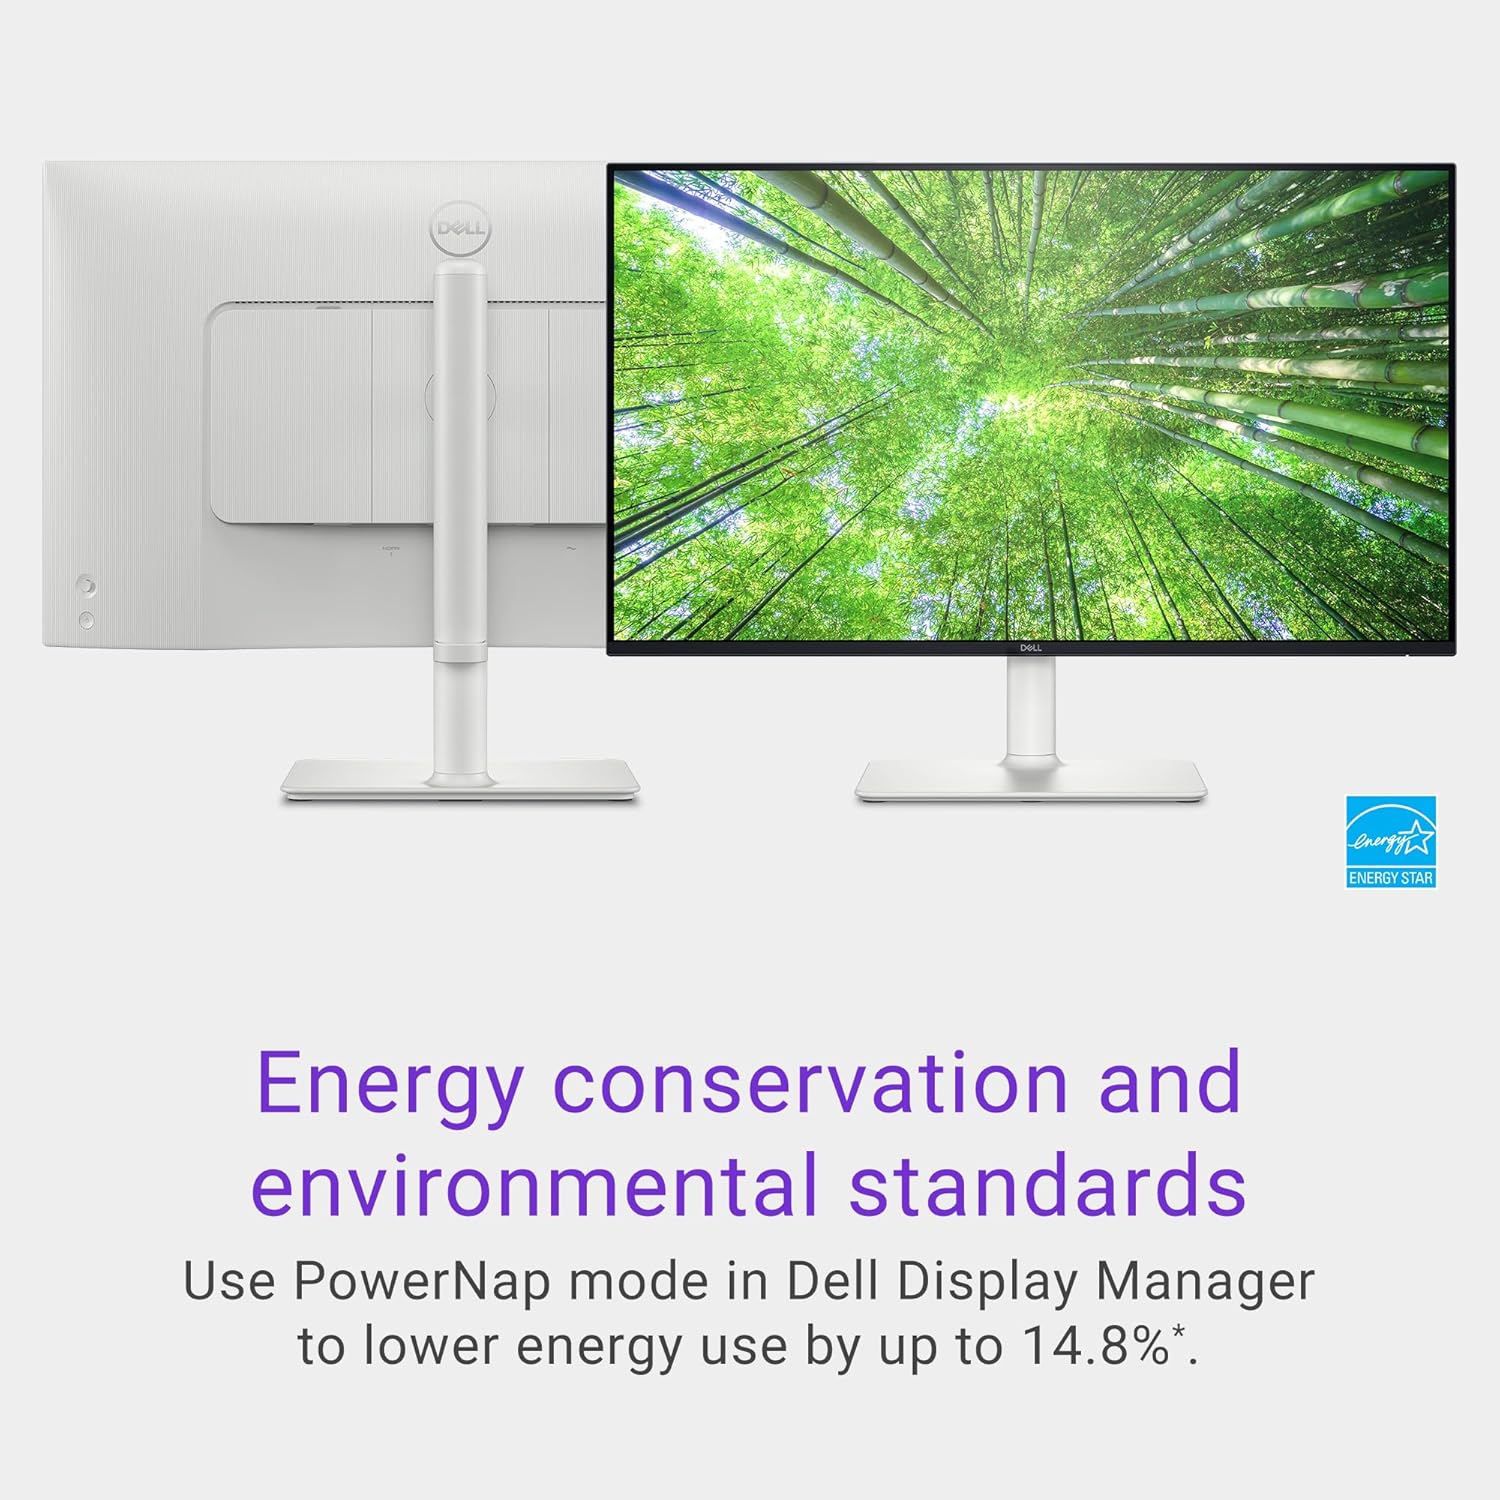 DELL
HDMI
DELL
energy
ENERGY STAR
Energy conservation and
environmental standards
Use PowerNap mode in Dell Display Manager
to lower energy use by up to 14.8%*.